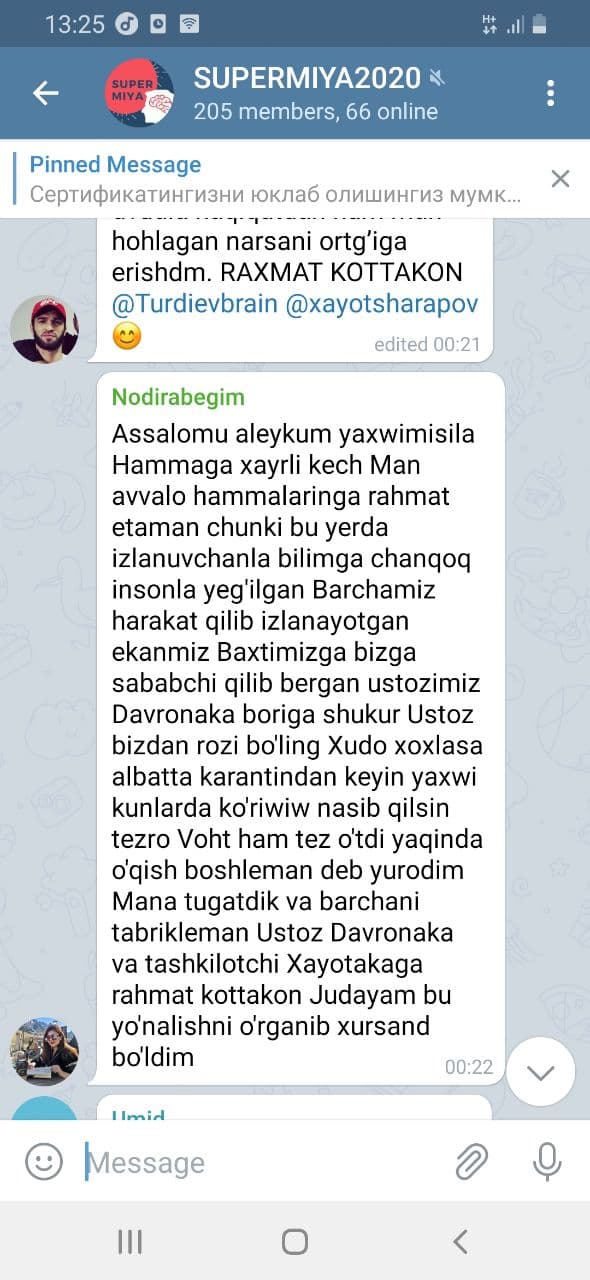 13:25
H+
SUPER
MIYA
SUPERMIYA2020
205 members, 66 online
Pinned Message
Сертификатингизни юклаб олишингиз мумк...
hohlagan narsani ortg’iga
erishdm. RAXMAT KOTTAKON
@Turdievbrain @xayotsharapov
😊
edited 00:21
Nodirabegim
Assalomu aleykum yaxwimisila
Hammaga xayrli kech Man
avvalo hammalaringa rahmat
etaman chunki bu yerda
izlanuvchanla bilimga chanqoq
insonla yeg'ilgan Barchamiz
harakat qilib izlanayotgan
ekanmiz Baxtimizga bizga
sababchi qilib bergan ustozimiz
Davronaka boriga shukur Ustoz
bizdan rozi bo'ling Xudo xoxlasa
albatta karantindan keyin yaxwi
kunlarda ko'riwiw nasib qilsin
tezro Voht ham tez o'tdi yaqinda
o'qish boshleman deb yurodim
Mana tugatdik va barchani
tabrikleman Ustoz Davronaka
va tashkilotchi Xayotakaga
rahmat kottakon Judayam bu
yo'nalishni o'rganib xursand
bo'ldim
00:22
Umid
Message